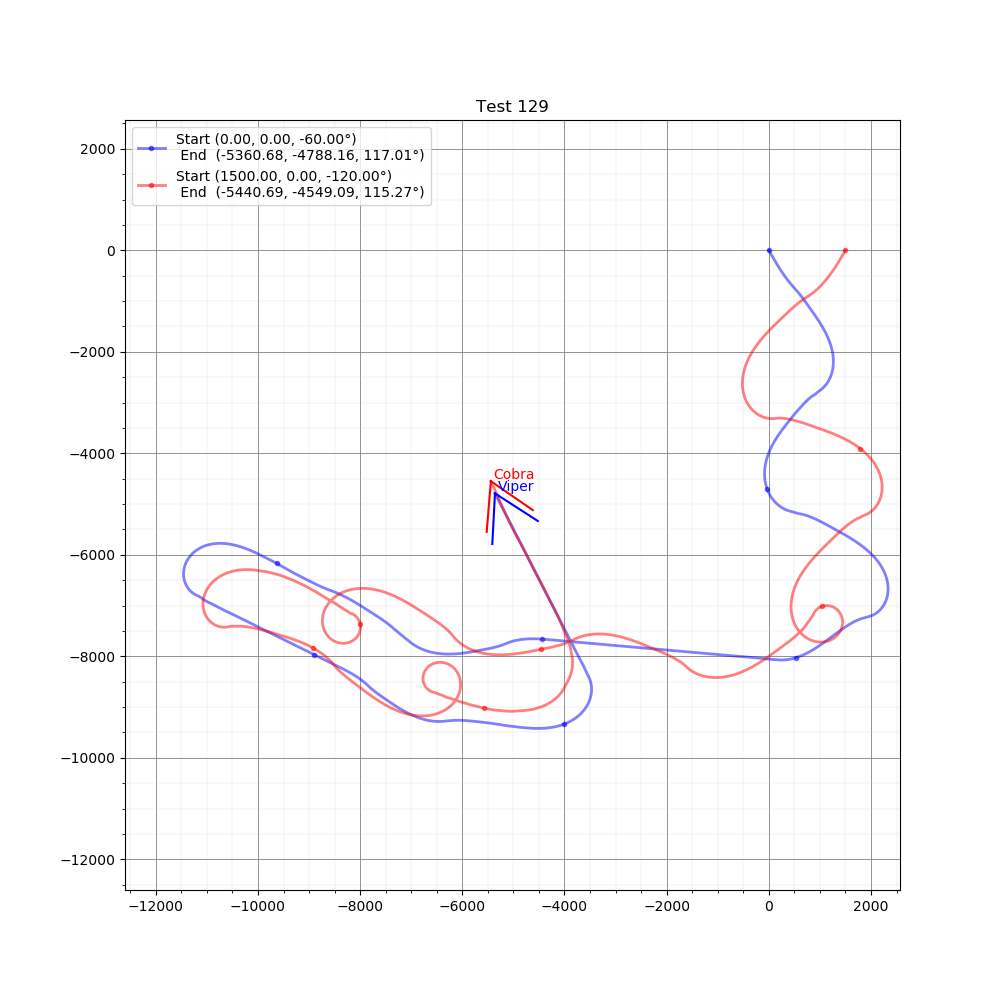 Test 129
Start (0.00, 0.00, -60.00°)
End  (-5360.68, -4788.16, 117.01°)
Start (1500.00, 0.00, -120.00°)
End  (-5440.69, -4549.09, 115.27°)
2000
0
−2000
−4000
Cobra
Viper
−6000
−8000
−10000
−12000
−12000 −10000 −8000 −6000 −4000 −2000 0 2000